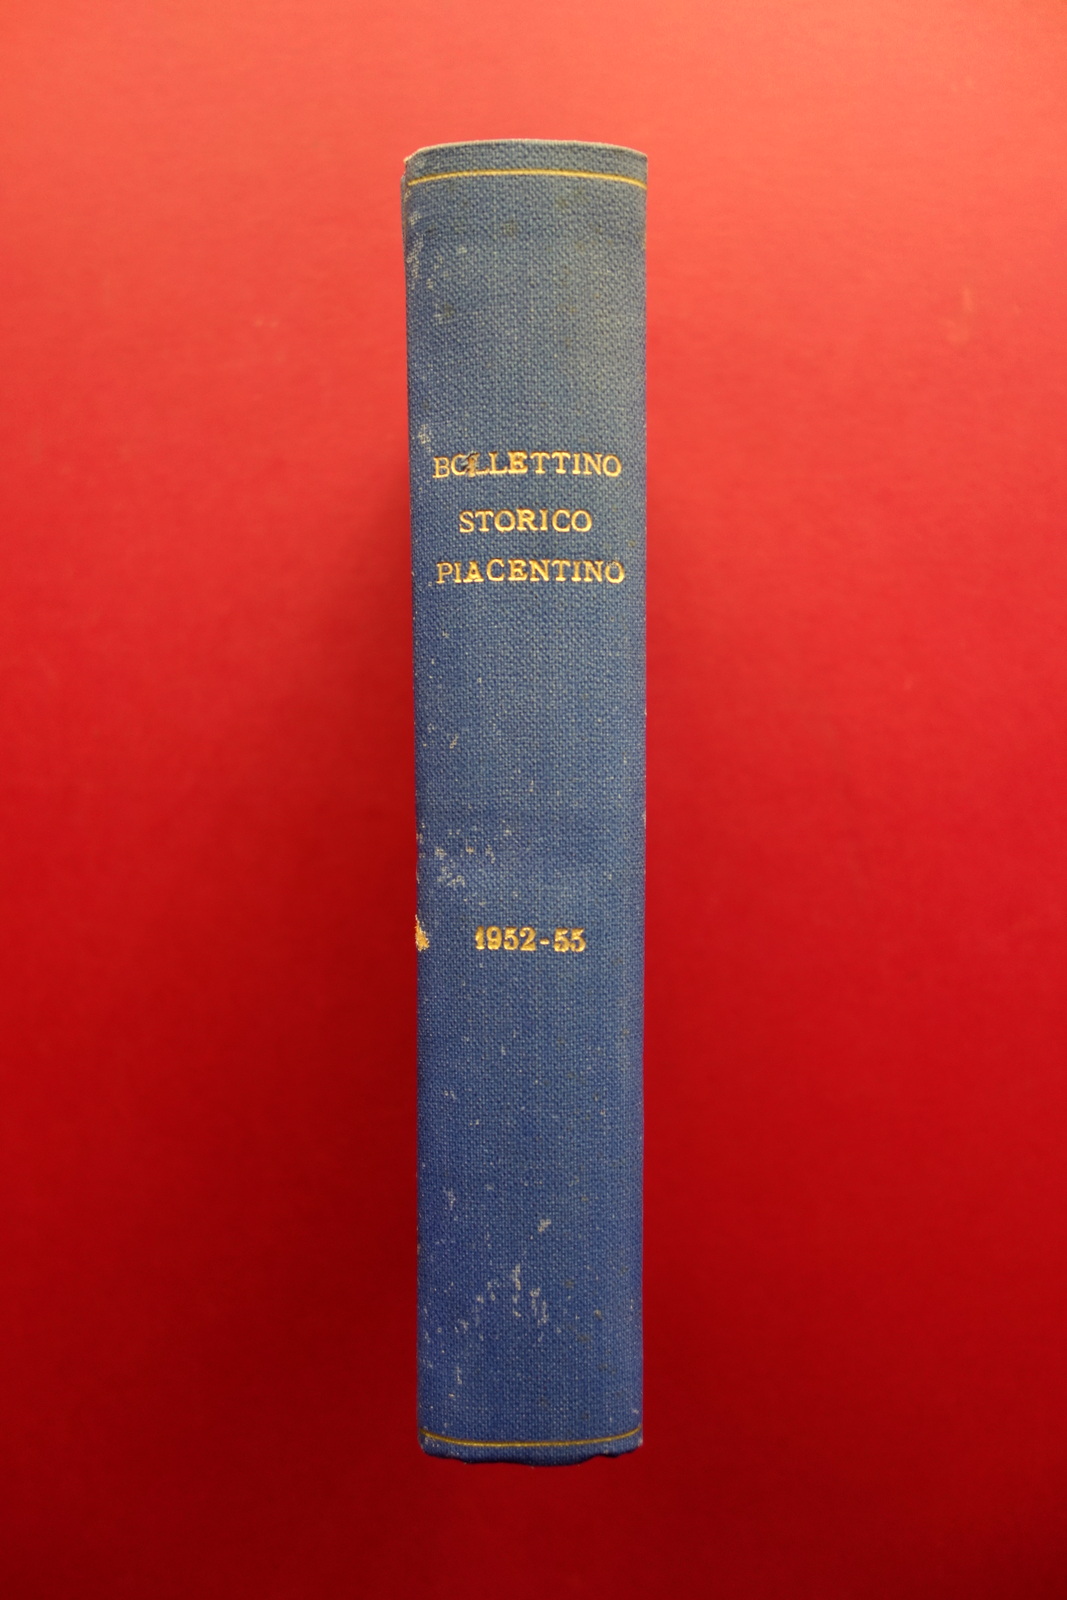 BOLLETTINO
STORICO
PIACENTINO
1952-55